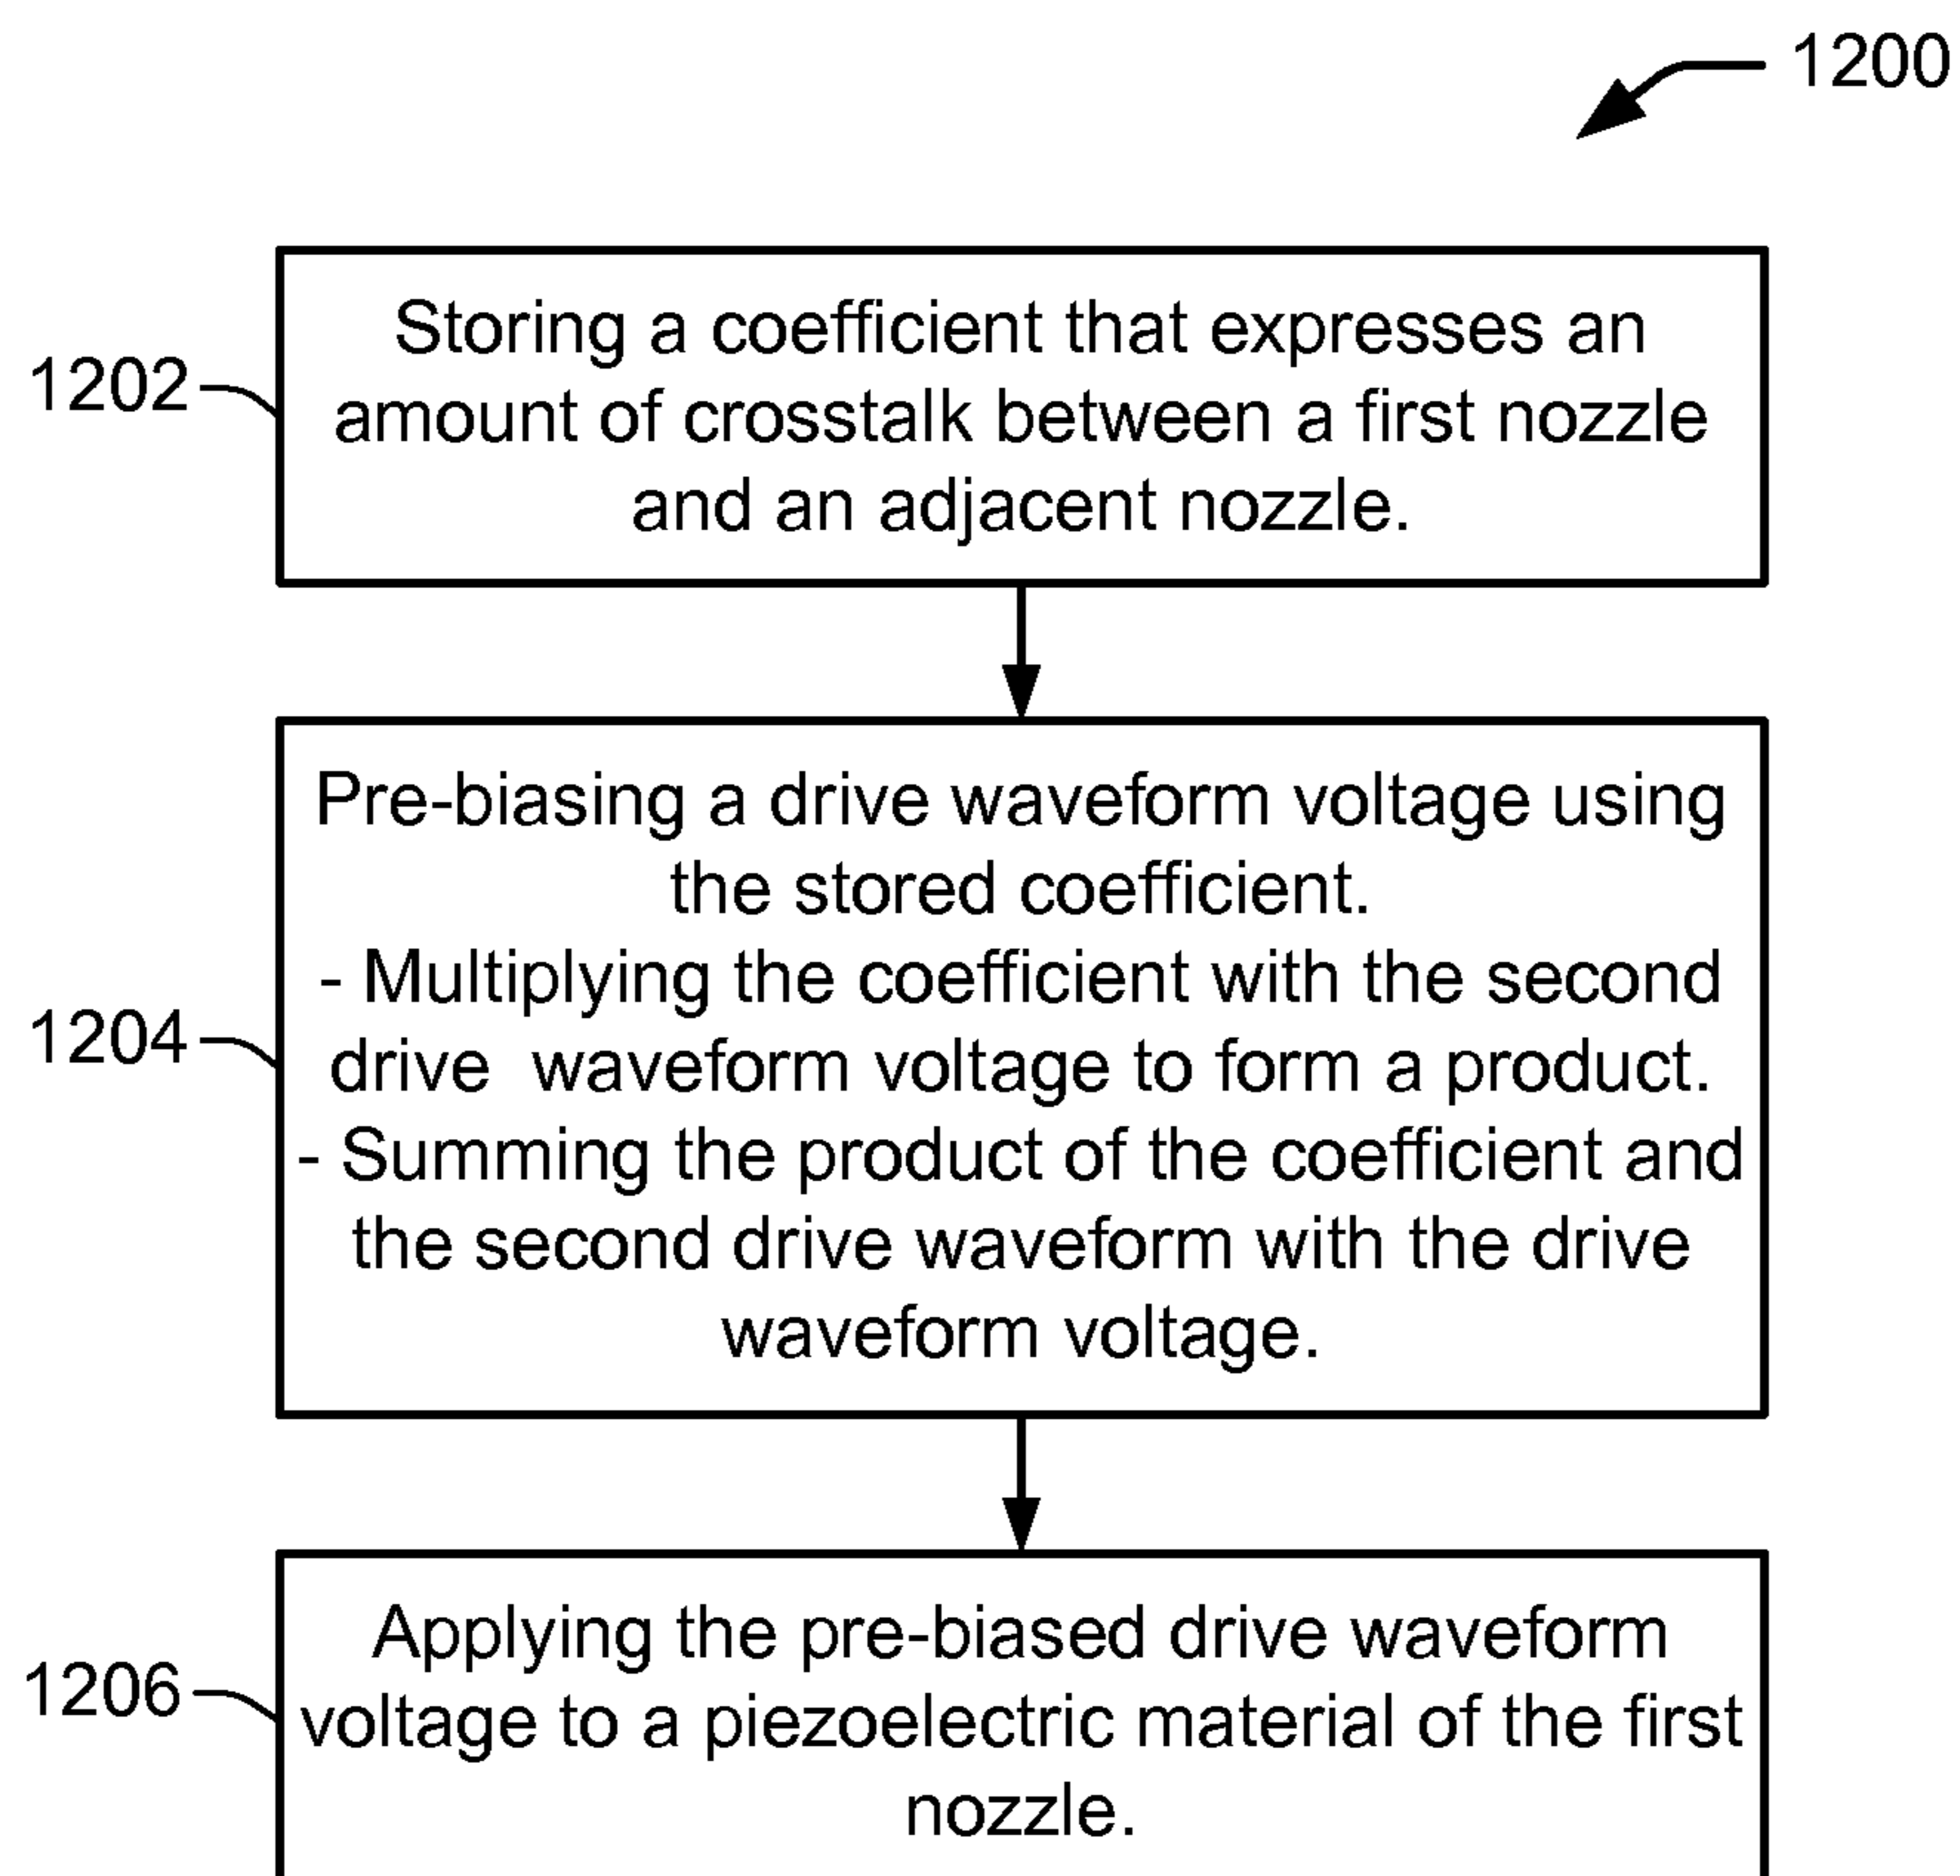 1200
1202
Storing a coefficient that expresses an
amount of crosstalk between a first nozzle
and an adjacent nozzle.
1204
Pre-biasing a drive waveform voltage using
the stored coefficient.
- Multiplying the coefficient with the second
drive waveform voltage to form a product.
- Summing the product of the coefficient and
the second drive waveform with the drive
waveform voltage.
1206
Applying the pre-biased drive waveform
voltage to a piezoelectric material of the first
nozzle.